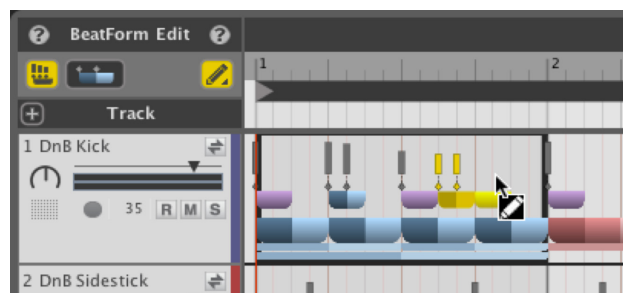 ? BeatForm Edit ?
1 2
+ Track
1 DnB Kick
35 R M S
2 DnB Sidestick